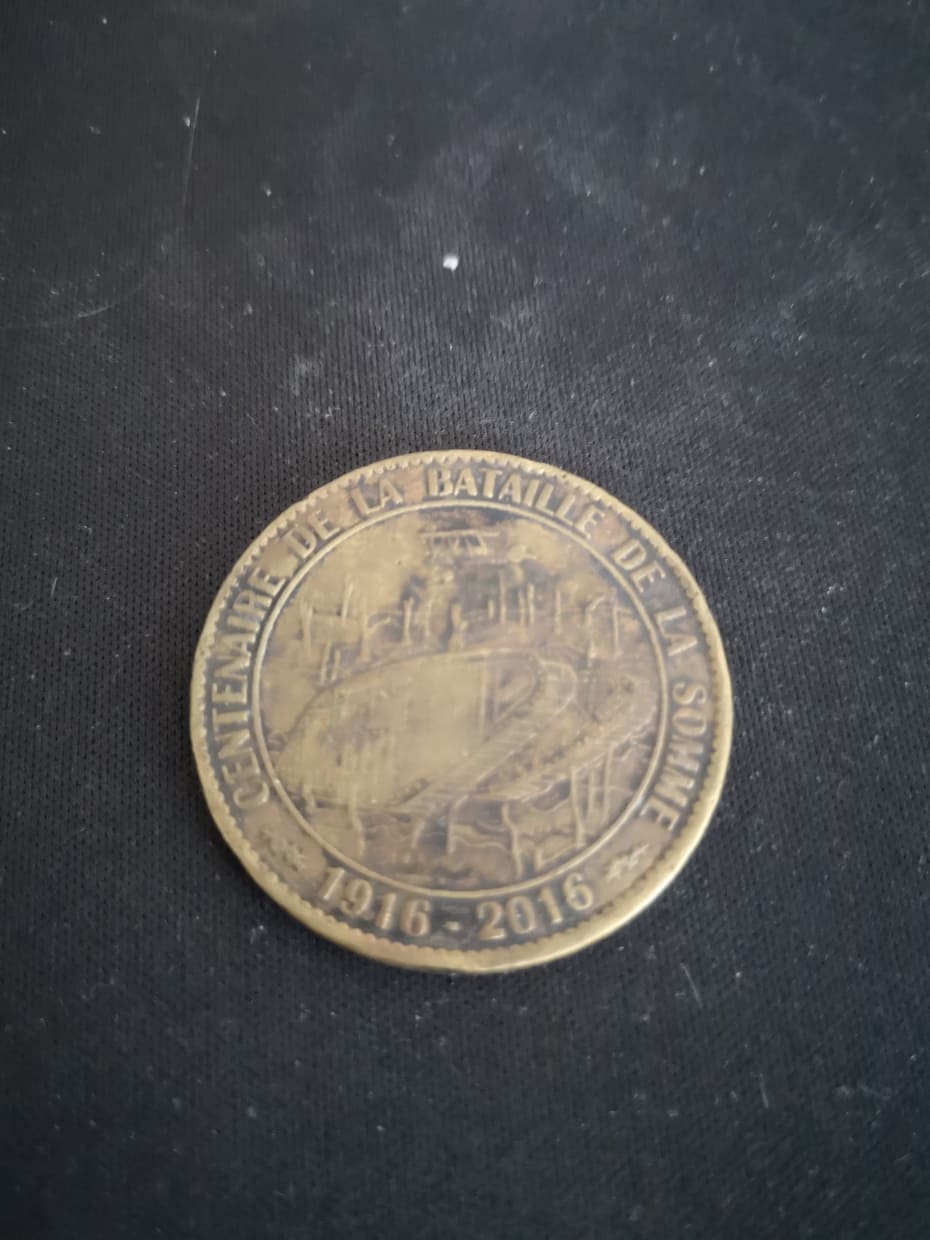 CENTENAIRE DE LA BATAILLE DE LA SOMME
1916-2016